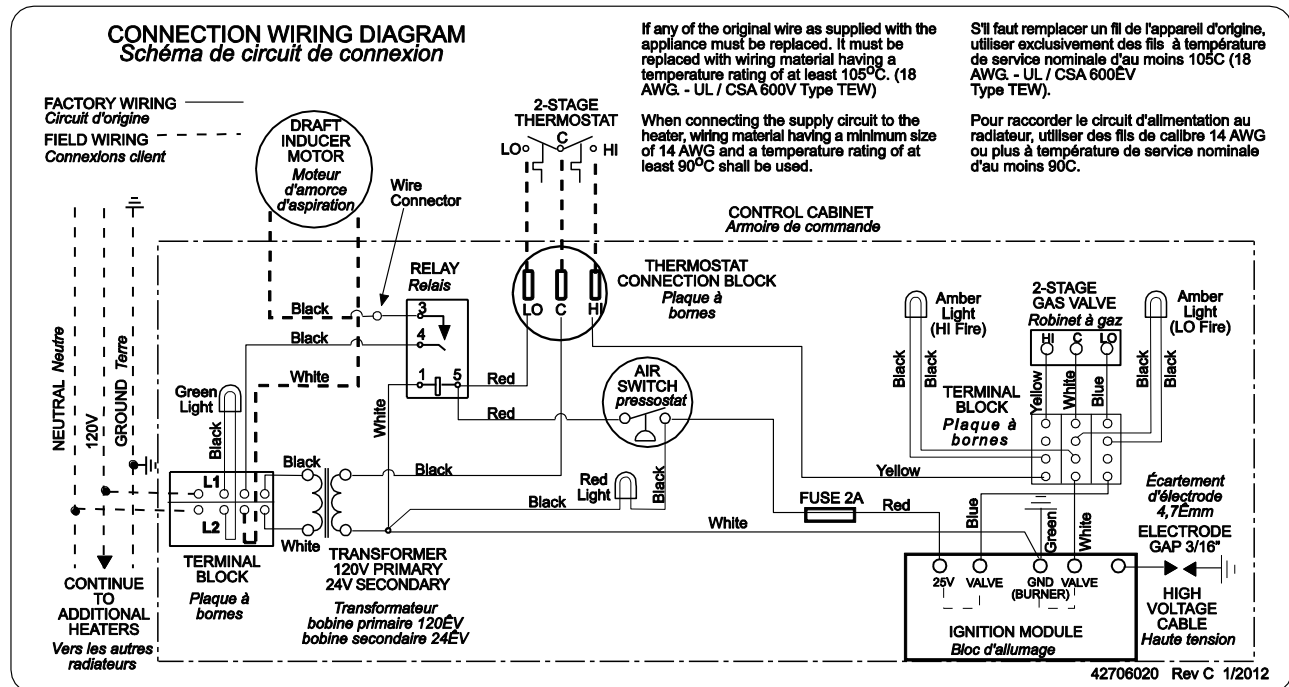 CONNECTION WIRING DIAGRAM
Schéma de circuit de connexion
FACTORY WIRING
Circuit d'origine
FIELD WIRING
Connexions client
If any of the original wire as supplied with the
appliance must be replaced. It must be
replaced with wiring material having a
temperature rating of at least 105ºC. (18
AWG. - UL / CSA 600V Type TEW)
When connecting the supply circuit to the
heater, wiring material having a minimum size
of 14 AWG and a temperature rating of at
least 90ºC shall be used.
S'il faut remplacer un fil de l'appareil d'origine,
utiliser exclusivement des fils à température
de service nominale d'au moins 105C (18
AWG. - UL / CSA 600ÊV
Type TEW).
Pour raccorder le circuit d'alimentation au
radiateur, utiliser des fils de calibre 14 AWG
ou plus à température de service nominale
d'au moins 90C.
DRAFT
INDUCER
MOTOR
Moteur
d'amorce
d'aspiration
Wire
Connector
2-STAGE
THERMOSTAT
LO
C
HI
CONTROL CABINET
Armoire de commande
THERMOSTAT
CONNECTION BLOCK
Plaque à
bornes
LO
C
HI
RELAY
Relais
3
4
1
5
Black
Black
White
Red
Red
White
AIR
SWITCH
pressostat
Amber
Light
(HI Fire)
Black
Black
2-STAGE
GAS VALVE
Robinet à gaz
HI
C
LO
Amber
Light
(LO Fire)
Black
Black
Yellow
White
Blue
TERMINAL
BLOCK
Plaque à
bornes
NEUTRAL Neutre
120V
GROUND Terre
Green
Light
Black
L1
L2
Black
White
TERMINAL
BLOCK
Plaque à
bornes
Black
Black
Red
Light
Black
Yellow
White
TRANSFORMER
120V PRIMARY
24V SECONDARY
Transformateur
bobine primaire 120ÊV
bobine secondaire 24ÊV
FUSE 2A
Red
Blue
Green
White
Écartement
d'électrode
4,7Êmm
ELECTRODE
GAP 3/16"
25V
VALVE
GND
(BURNER)
VALVE
IGNITION MODULE
Bloc d'allumage
HIGH
VOLTAGE
CABLE
Haute tension
CONTINUE
TO
ADDITIONAL
HEATERS
Vers les autres
radiateurs
42706020 Rev C 1/2012